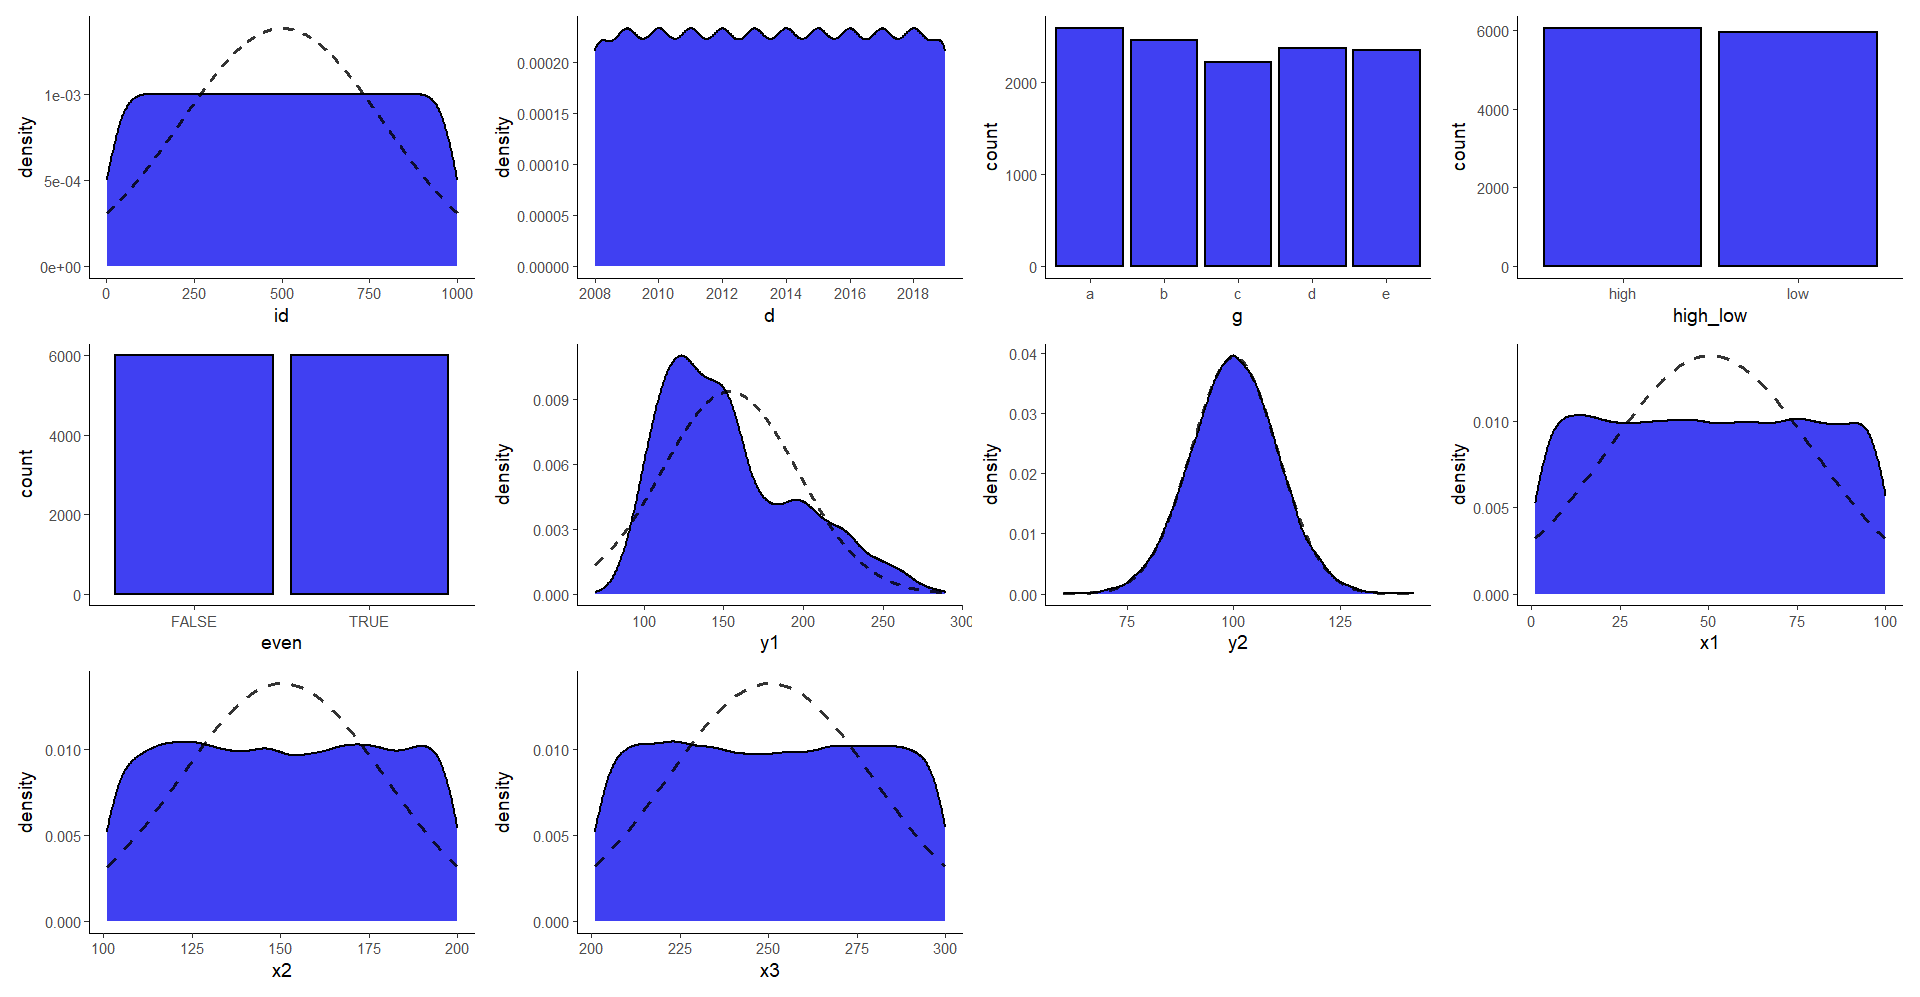 density
1e-03
5e-04
0e+00
0 250 500 750 1000
id
density
0.00020
0.00015
0.00010
0.00005
0.00000
2008 2010 2012 2014 2016 2018
d
count
2000
1000
0
a b c d e
g
count
6000
4000
2000
0
high low
high_low
count
6000
4000
2000
0
FALSE TRUE
even
density
0.009
0.006
0.003
0.000
100 150 200 250 300
y1
density
0.04
0.03
0.02
0.01
0.00
75 100 125
y2
density
0.010
0.005
0.000
0 25 50 75 100
x1
density
0.010
0.005
0.000
100 125 150 175 200
x2
density
0.010
0.005
0.000
200 225 250 275 300
x3